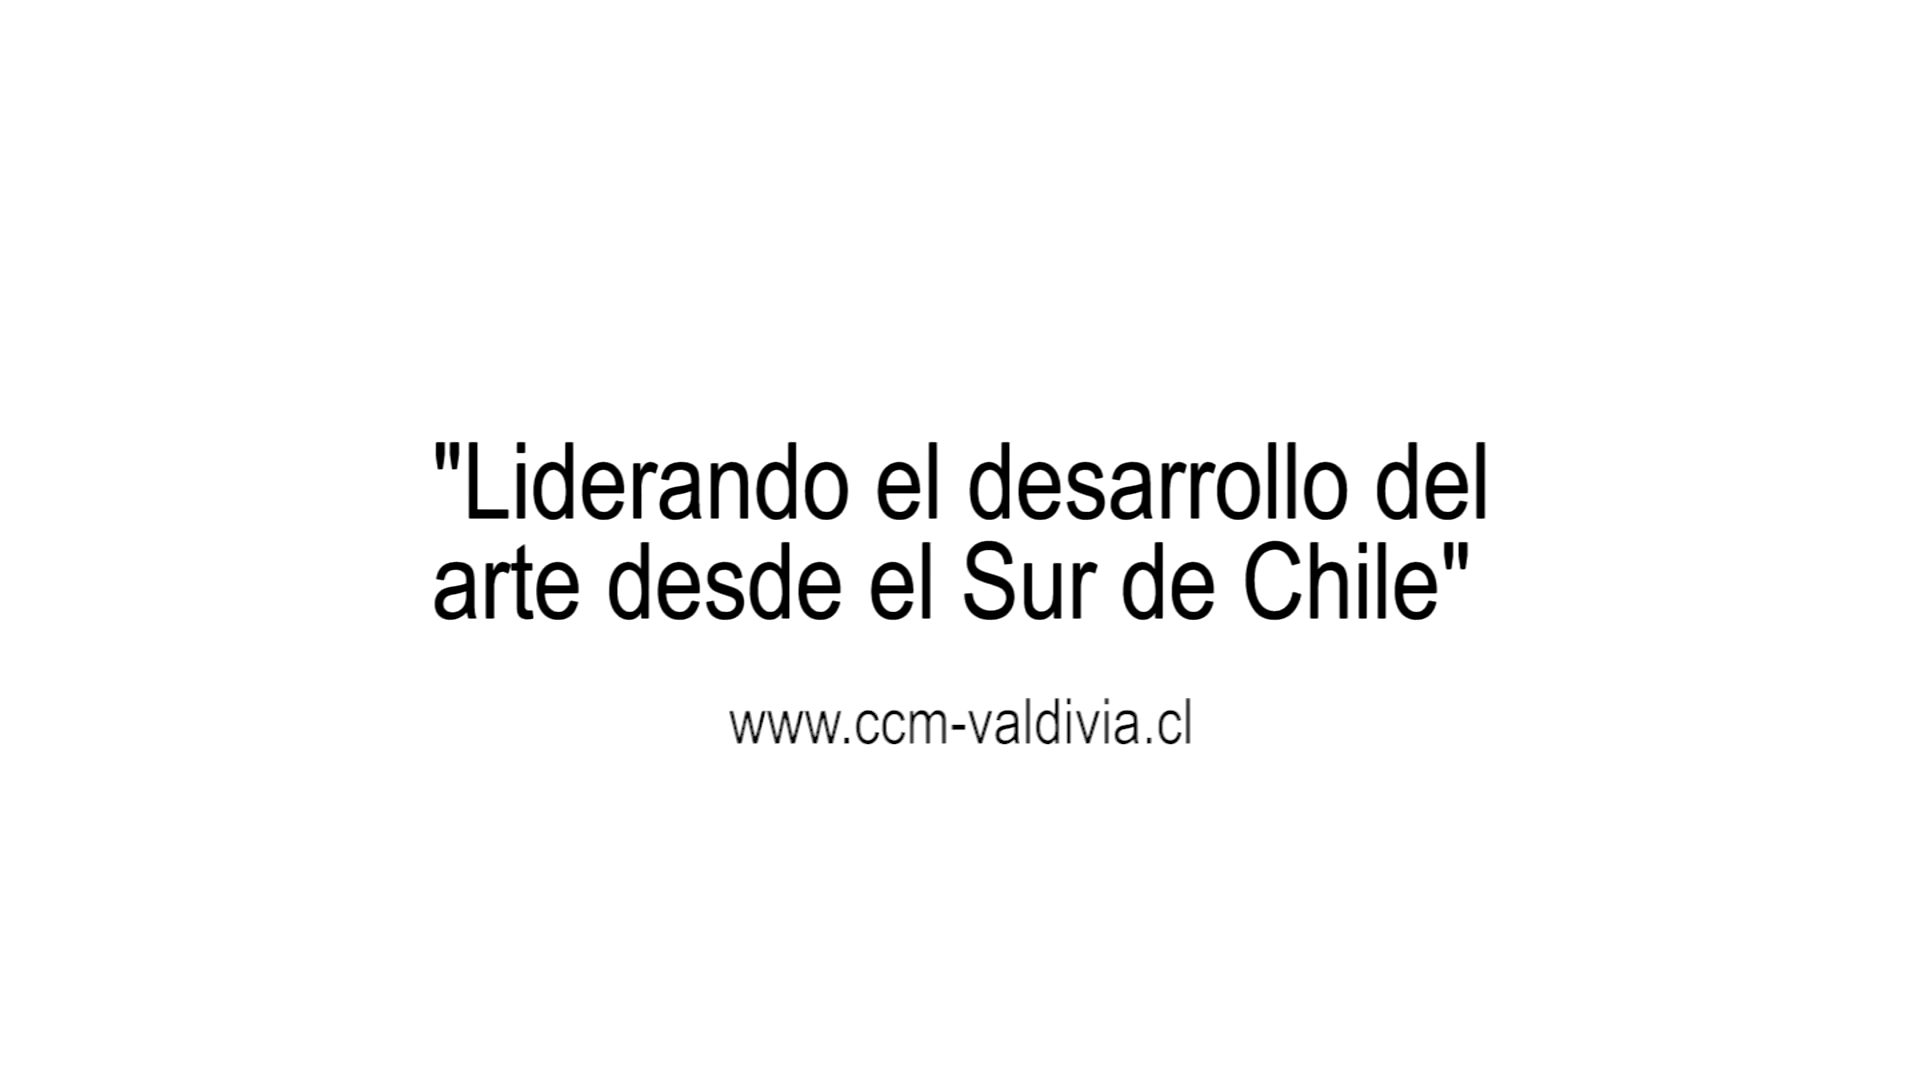 "Liderando el desarrollo del
arte desde el Sur de Chile"
www.ccm-valdivia.cl